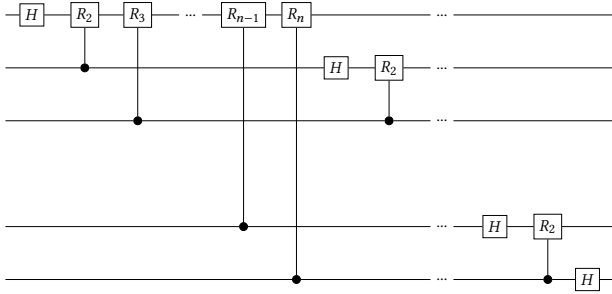 H R₂ R₃ ... Rₙ₋₁ Rₙ ...
H R₂ ...
...
... H R₂
... H